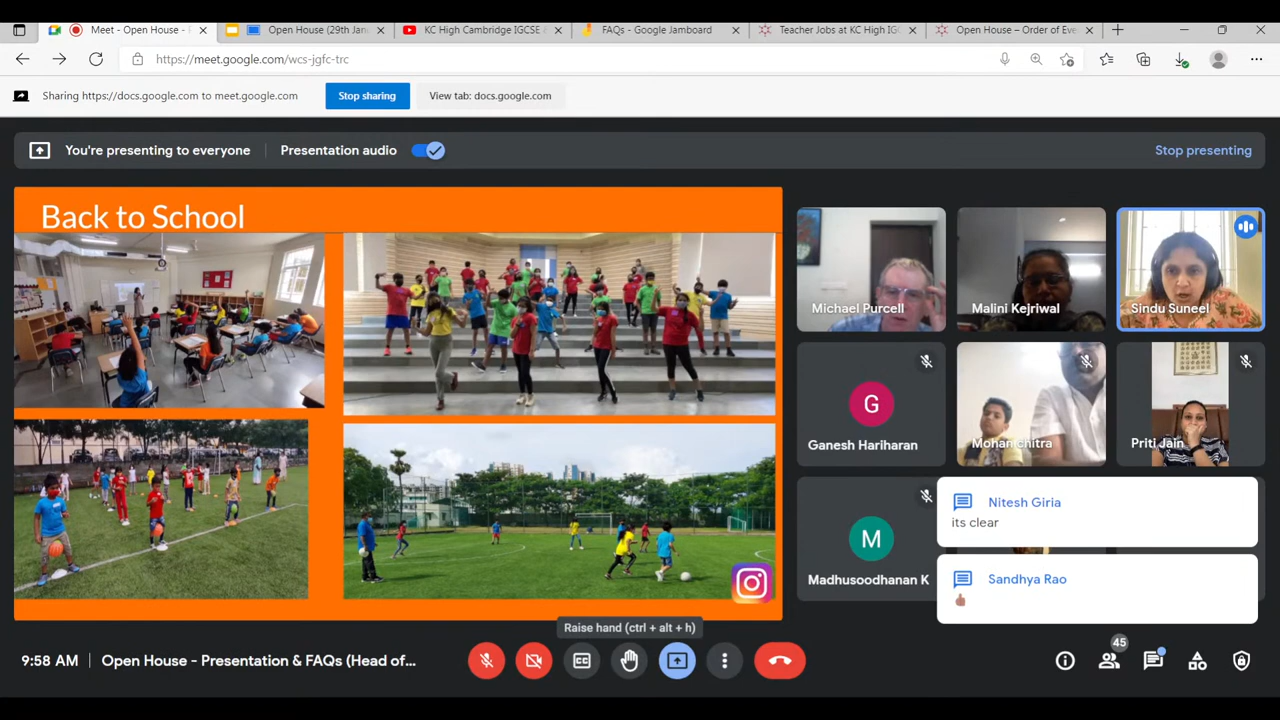 Meet - Open House - P
Open House (29th Jan
KC High Cambridge IGCSE &
FAQs - Google Jamboard
Teacher Jobs at KC High IGC
Open House – Order of Eve
https://meet.google.com/wcs-jgfc-trc
Sharing https://docs.google.com to meet.google.com
Stop sharing
View tab: docs.google.com
You're presenting to everyone
Presentation audio
Stop presenting
Back to School
Michael Purcell
Malini Kejriwal
Sindu Suneel
G
Ganesh Hariharan
Mohan chitra
Priti Jain
M
Madhusoodhanan K
Nitesh Giria
its clear
Sandhya Rao
Raise hand (ctrl + alt + h)
9:58 AM
Open House - Presentation & FAQs (Head of...
45